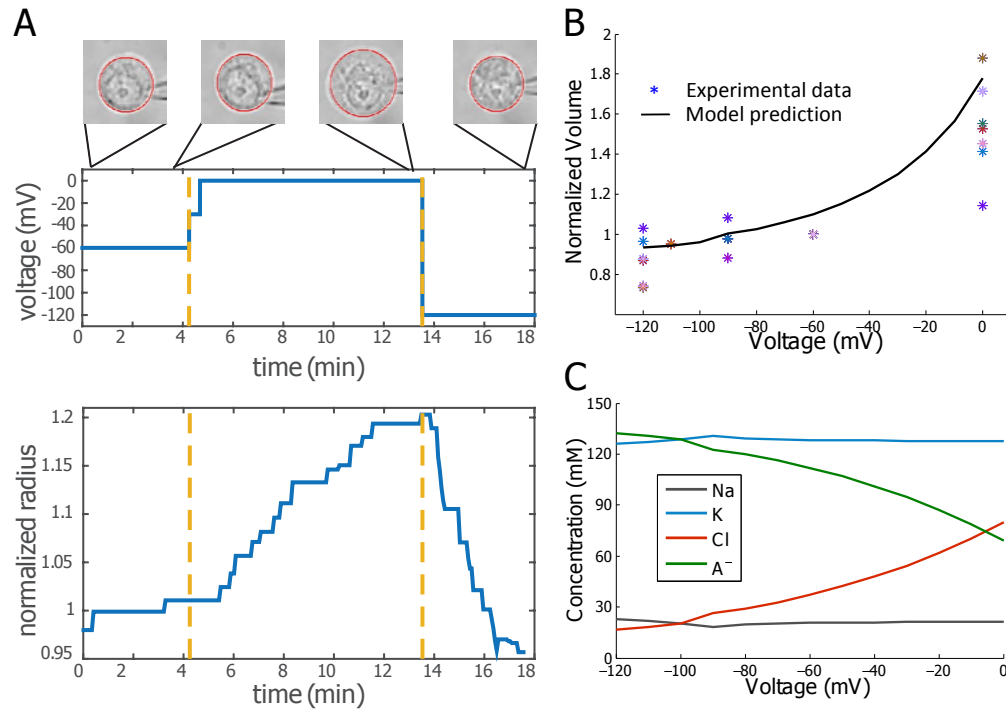 A
voltage (mV)
0
-20
-40
-60
-80
-100
-120
0 2 4 6 8 10 12 14 16 18
time (min)
normalized radius
1.2
1.15
1.1
1.05
1
0.95
0 2 4 6 8 10 12 14 16 18
time (min)
B
Normalized Volume
2
1.8
1.6
1.4
1.2
1
0.8
Experimental data
Model prediction
−120 −100 −80 −60 −40 −20 0
Voltage (mV)
C
Concentration (mM)
150
120
90
60
30
0
Na
K
Cl
A⁻
−120 −100 −80 −60 −40 −20 0
Voltage (mV)